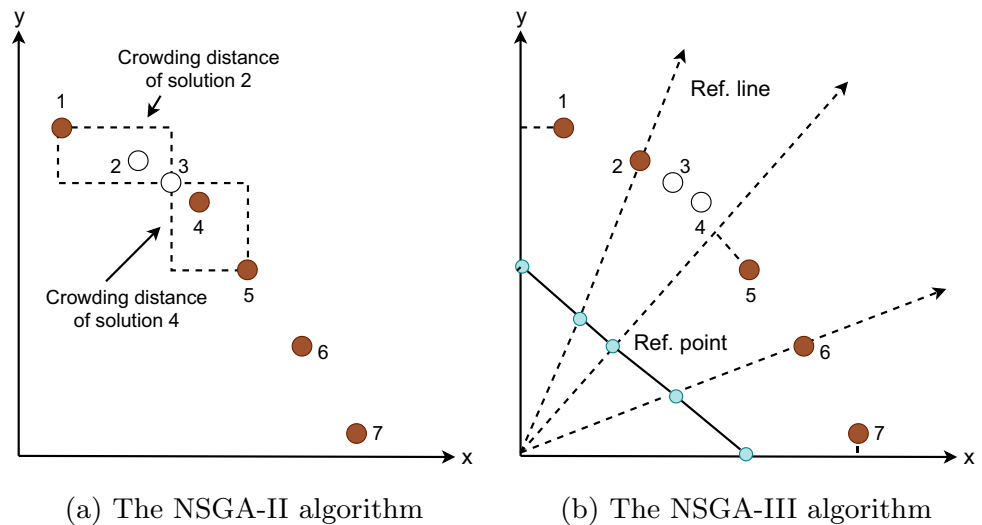 y
Crowding distance
of solution 2
1
2
3
4
5
Crowding distance
of solution 4
6
7
x
(a) The NSGA-II algorithm
y
Ref. line
1
2
3
4
5
Ref. point
6
7
x
(b) The NSGA-III algorithm